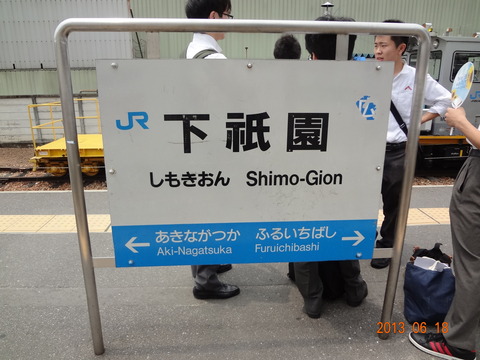 JR
下祇園
しもきおん Shimo-Gion
← あきながつか ふるいちばし →
Aki-Nagatsuka Furuichibashi
2013.06.18